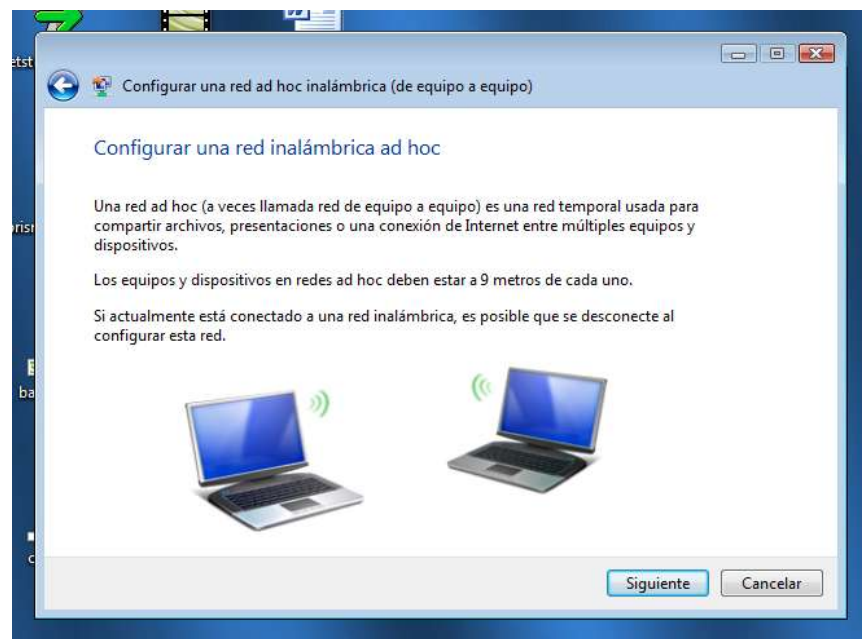 Configurar una red ad hoc inalámbrica (de equipo a equipo)
Configurar una red inalámbrica ad hoc
Una red ad hoc (a veces llamada red de equipo a equipo) es una red temporal usada para
compartir archivos, presentaciones o una conexión de Internet entre múltiples equipos y
dispositivos.
Los equipos y dispositivos en redes ad hoc deben estar a 9 metros de cada uno.
Si actualmente está conectado a una red inalámbrica, es posible que se desconecte al
configurar esta red.
Siguiente Cancelar